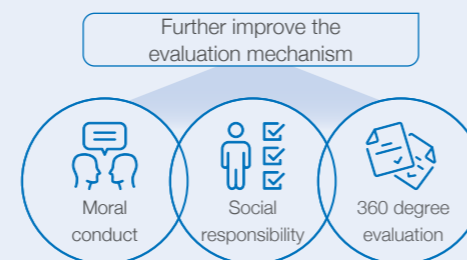 Further improve the
evaluation mechanism
Moral
conduct
Social
responsibility
360 degree
evaluation